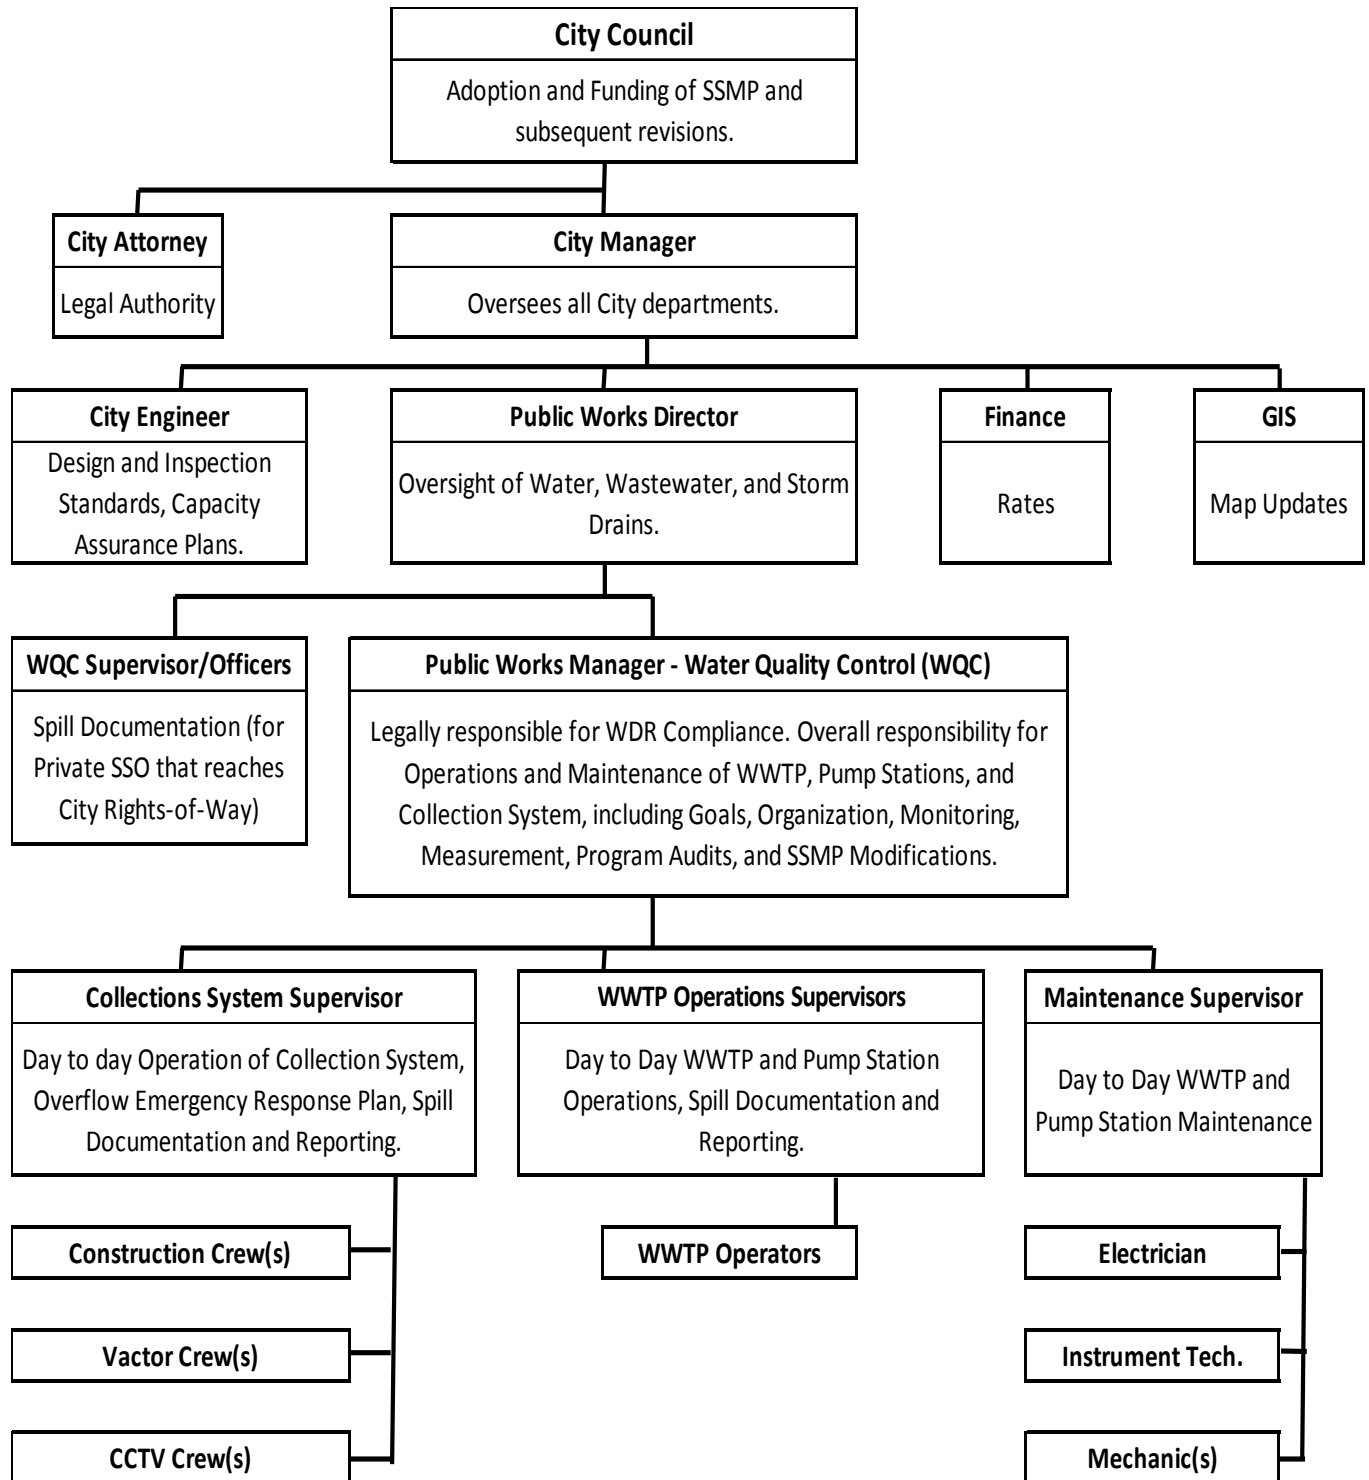 City Council
Adoption and Funding of SSMP and
subsequent revisions.
City Attorney
Legal Authority
City Manager
Oversees all City departments.
City Engineer
Design and Inspection
Standards, Capacity
Assurance Plans.
Public Works Director
Oversight of Water, Wastewater, and Storm
Drains.
Finance
Rates
GIS
Map Updates
WQC Supervisor/Officers
Spill Documentation (for
Private SSO that reaches
City Rights-of-Way)
Public Works Manager - Water Quality Control (WQC)
Legally responsible for WDR Compliance. Overall responsibility for
Operations and Maintenance of WWTP, Pump Stations, and
Collection System, including Goals, Organization, Monitoring,
Measurement, Program Audits, and SSMP Modifications.
Collections System Supervisor
Day to day Operation of Collection System,
Overflow Emergency Response Plan, Spill
Documentation and Reporting.
WWTP Operations Supervisors
Day to Day WWTP and Pump Station
Operations, Spill Documentation and
Reporting.
Maintenance Supervisor
Day to Day WWTP and
Pump Station Maintenance
Construction Crew(s)
Vactor Crew(s)
CCTV Crew(s)
WWTP Operators
Electrician
Instrument Tech.
Mechanic(s)